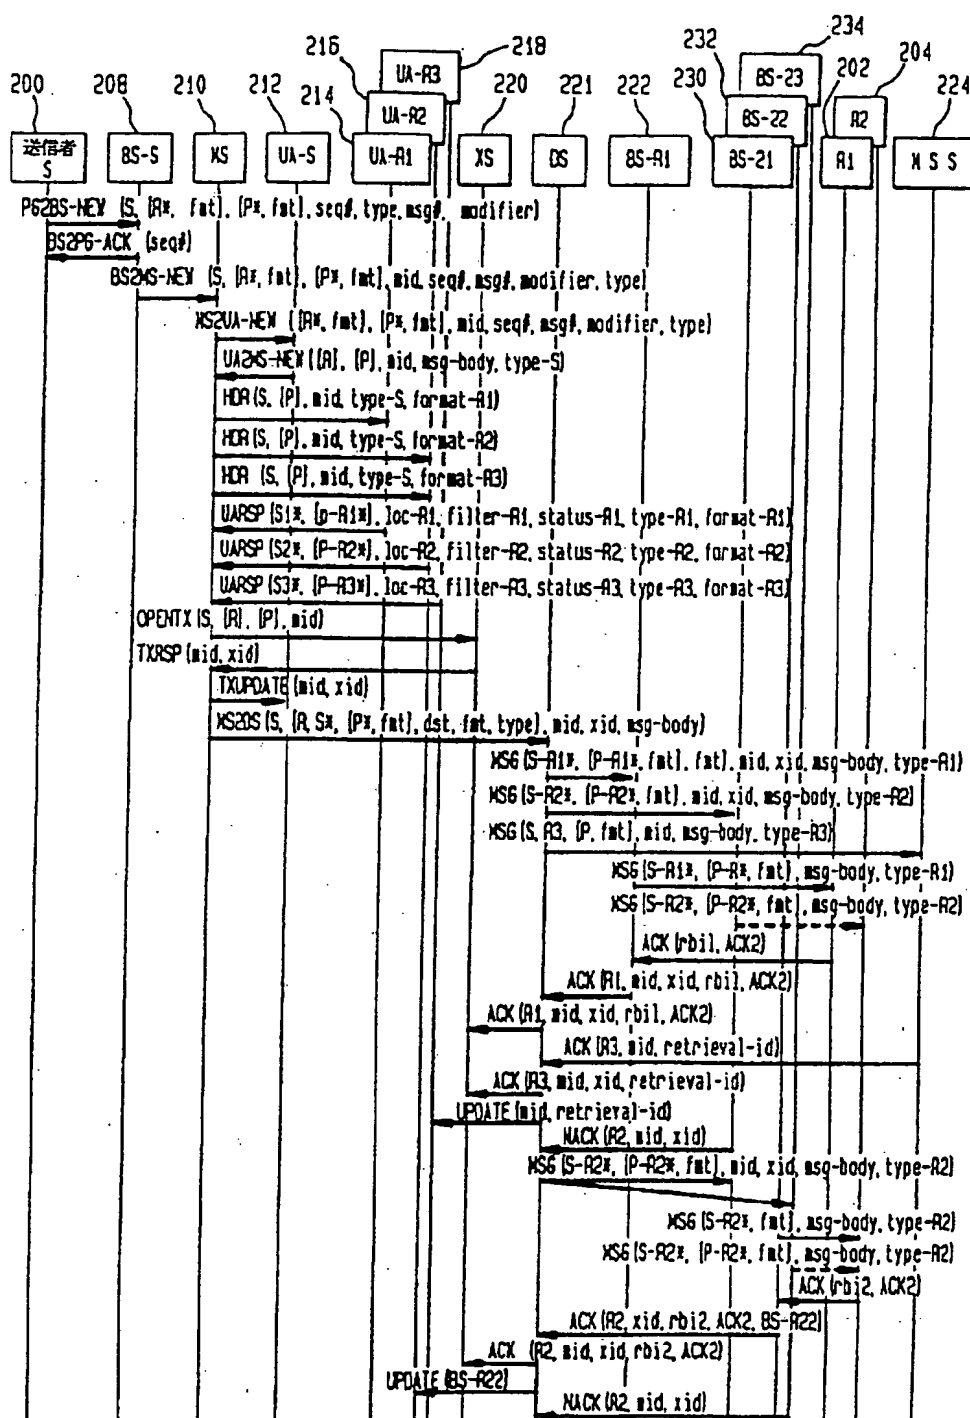 234
216 218 232 204
UA-R3 BS-23
200 208 210 212 214 220 221 222 230 202 224
UA-R2 BS-22 R2
送信者 S
BS-S
MS
UA-S
UA-R1
XS
DS
BS-R1
BS-21
R1
M S S
P62BS-NEW (S, [R*, fmt], [P*, fmt], seq#, type, msg#, modifier)
BS2P6-ACK (seq#)
BS2MS-NEW (S, [R*, fmt], [P*, fmt], mid, seq#, msg#, modifier, type)
MS2UA-NEW ([R*, fmt], [P*, fmt], mid, seq#, msg#, modifier, type)
UA2MS-NEW ([R], [P], mid, msg-body, type-S)
HDR (S, [P], mid, type-S, format-R1)
HDR (S, [P], mid, type-S, format-R2)
HDR (S, [P], mid, type-S, format-R3)
UARSP (S1*, [p-R1*], loc-R1, filter-R1, status-R1, type-R1, format-R1)
UARSP (S2*, [P-R2*], loc-R2, filter-R2, status-R2, type-R2, format-R2)
UARSP (S3*, [P-R3*], loc-R3, filter-R3, status-R3, type-R3, format-R3)
OPENTX (S, [R], [P], mid)
TXRSP (mid, xid)
TXUPDATE (mid, xid)
MS2DS (S, [R, S*, [P*, fmt], dst, fmt, type], mid, xid, msg-body)
MSG (S-R1*, [P-R1*, fmt], fmt], mid, xid, msg-body, type-R1)
MSG (S-R2*, [P-R2*, fmt], mid, xid, msg-body, type-R2)
MSG (S, R3, [P, fmt], mid, msg-body, type-R3)
MSG (S-R1*, [P-R*, fmt], msg-body, type-R1)
MSG (S-R2*, [P-R2*, fmt], msg-body, type-R2)
ACK (rbi1, ACK2)
ACK (R1, mid, xid, rbi1, ACK2)
ACK (R1, mid, xid, rbi1, ACK2)
ACK (R3, mid, retrieval-id)
ACK (R3, mid, xid, retrieval-id)
UPDATE (mid, retrieval-id)
NACK (R2, mid, xid)
MSG (S-R2*, [P-R2*, fmt], mid, xid, msg-body, type-R2)
MSG (S-R2*, fmt], msg-body, type-R2)
MSG (S-R2*, [P-R2*, fmt], msg-body, type-R2)
ACK (rbi2, ACK2)
ACK (R2, xid, rbi2, ACK2, BS-R22)
ACK (R2, mid, xid, rbi2, ACK2)
UPDATE (BS-R22)
NACK (R2, mid, xid)